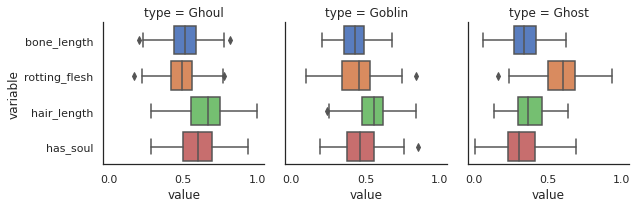 type = Ghoul
type = Goblin
type = Ghost
variable
bone_length
rotting_flesh
hair_length
has_soul
0.0 0.5 1.0
0.0 0.5 1.0
0.0 0.5 1.0
value
value
value